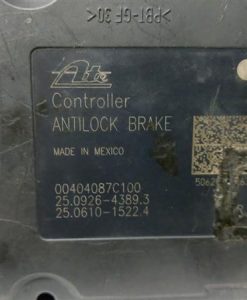 >PBT-GF 30<
Ate
Controller
ANTILOCK BRAKE
MADE IN MEXICO
00404087C100
25.0926-4389.3
25.0610-1522.4